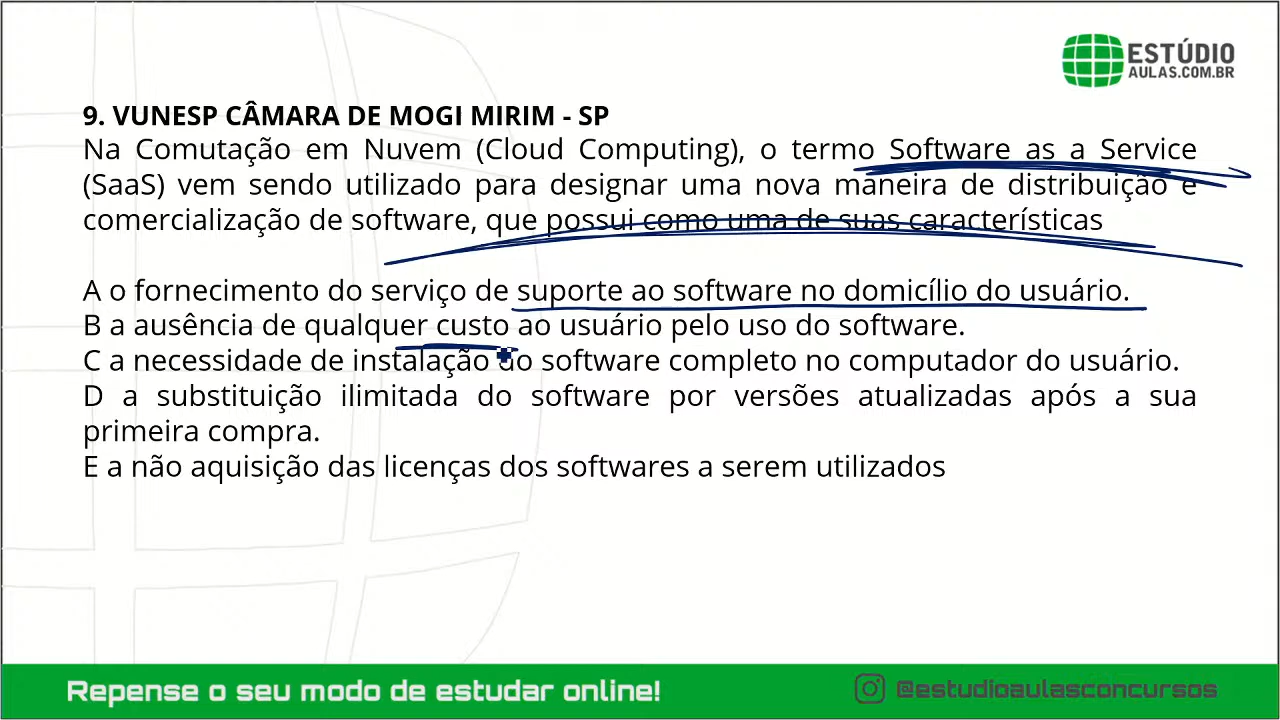 ESTÚDIO
AULAS.COM.BR
9. VUNESP CÂMARA DE MOGI MIRIM - SP
Na Comutação em Nuvem (Cloud Computing), o termo Software as a Service
(SaaS) vem sendo utilizado para designar uma nova maneira de distribuição e
comercialização de software, que possui como uma de suas características
A o fornecimento do serviço de suporte ao software no domicílio do usuário.
B a ausência de qualquer custo ao usuário pelo uso do software.
C a necessidade de instalação do software completo no computador do usuário.
D a substituição ilimitada do software por versões atualizadas após a sua
primeira compra.
E a não aquisição das licenças dos softwares a serem utilizados
Repense o seu modo de estudar online!
@estudioaulasconcursos